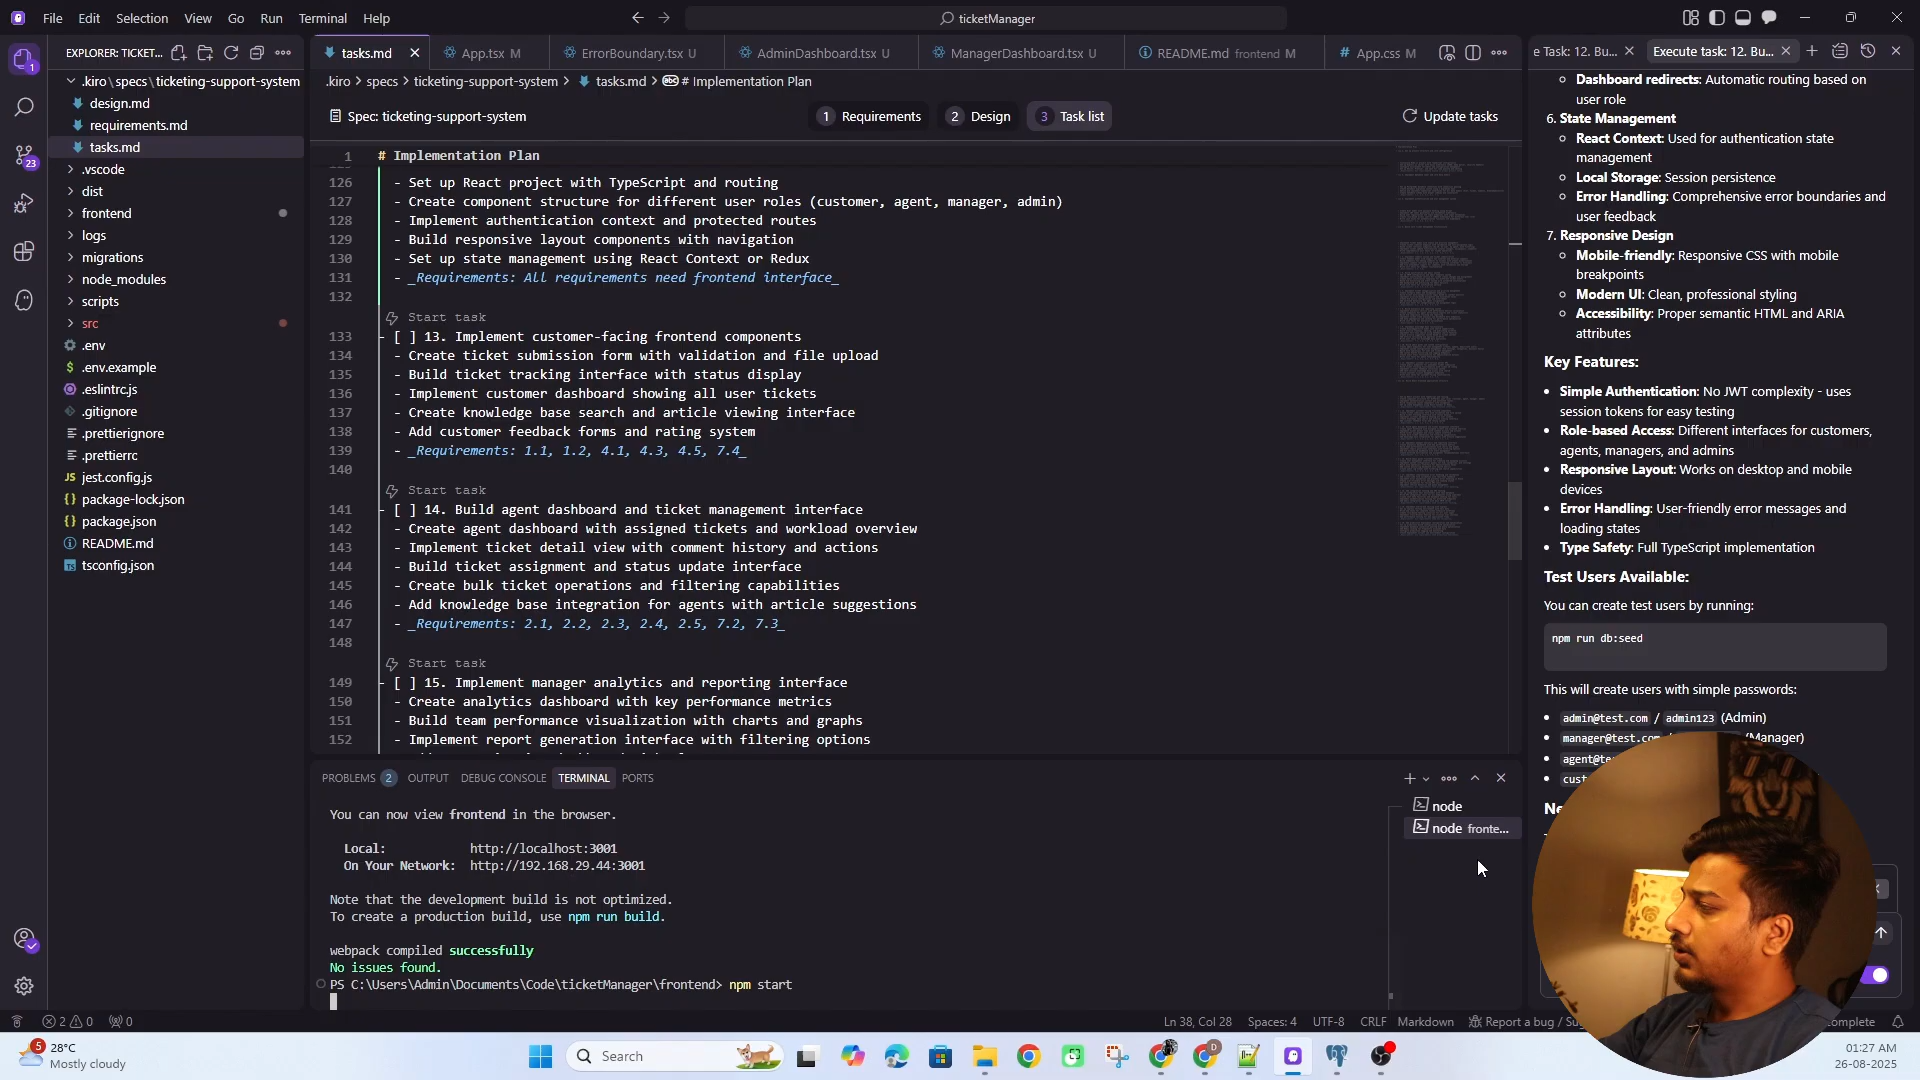 File Edit Selection View Go Run Terminal Help
ticketManager
EXPLORER: TICKET...
tasks.md
App.tsx M
ErrorBoundary.tsx U
AdminDashboard.tsx U
ManagerDashboard.tsx U
README.md frontend M
App.css M
e Task: 12. Bu...
Execute task: 12. Bu...
.kiro > specs > ticketing-support-system > tasks.md > # Implementation Plan
Spec: ticketing-support-system
1 Requirements
2 Design
3 Task list
Update tasks
.kiro\specs\ticketing-support-system
design.md
requirements.md
tasks.md
.vscode
dist
frontend
logs
migrations
node_modules
scripts
src
.env
.env.example
.eslintrc.js
.gitignore
.prettierignore
.prettierrc
jest.config.js
package-lock.json
package.json
README.md
tsconfig.json
1 # Implementation Plan
126 - Set up React project with TypeScript and routing
127 - Create component structure for different user roles (customer, agent, manager, admin)
128 - Implement authentication context and protected routes
129 - Build responsive layout components with navigation
130 - Set up state management using React Context or Redux
131 - _Requirements: All requirements need frontend interface_
132
Start task
133 - [ ] 13. Implement customer-facing frontend components
134 - Create ticket submission form with validation and file upload
135 - Build ticket tracking interface with status display
136 - Implement customer dashboard showing all user tickets
137 - Create knowledge base search and article viewing interface
138 - Add customer feedback forms and rating system
139 - _Requirements: 1.1, 1.2, 4.1, 4.3, 4.5, 7.4_
140
Start task
141 - [ ] 14. Build agent dashboard and ticket management interface
142 - Create agent dashboard with assigned tickets and workload overview
143 - Implement ticket detail view with comment history and actions
144 - Build ticket assignment and status update interface
145 - Create bulk ticket operations and filtering capabilities
146 - Add knowledge base integration for agents with article suggestions
147 - _Requirements: 2.1, 2.2, 2.3, 2.4, 2.5, 7.2, 7.3_
148
Start task
149 - [ ] 15. Implement manager analytics and reporting interface
150 - Create analytics dashboard with key performance metrics
151 - Build team performance visualization with charts and graphs
152 - Implement report generation interface with filtering options
PROBLEMS 2 OUTPUT DEBUG CONSOLE TERMINAL PORTS
You can now view frontend in the browser.
Local: http://localhost:3001
On Your Network: http://192.168.29.44:3001
Note that the development build is not optimized.
To create a production build, use npm run build.
webpack compiled successfully
No issues found.
PS C:\Users\Admin\Documents\Code\ticketManager\frontend> npm start
node
node fronte...
Dashboard redirects: Automatic routing based on
user role
6. State Management
React Context: Used for authentication state
management
Local Storage: Session persistence
Error Handling: Comprehensive error boundaries and
user feedback
7. Responsive Design
Mobile-friendly: Responsive CSS with mobile
breakpoints
Modern UI: Clean, professional styling
Accessibility: Proper semantic HTML and ARIA
attributes
Key Features:
Simple Authentication: No JWT complexity - uses
session tokens for easy testing
Role-based Access: Different interfaces for customers,
agents, managers, and admins
Responsive Layout: Works on desktop and mobile
devices
Error Handling: User-friendly error messages and
loading states
Type Safety: Full TypeScript implementation
Test Users Available:
You can create test users by running:
npm run db:seed
This will create users with simple passwords:
admin@test.com / admin123 (Admin)
manager@test.com (Manager)
agent@te
cust
Ne
23
1
2 0 0
Ln 38, Col 28 Spaces: 4 UTF-8 CRLF Markdown Report a bug / Su
omplete
5
28°C
Mostly cloudy
Search
01:27 AM
26-08-2025